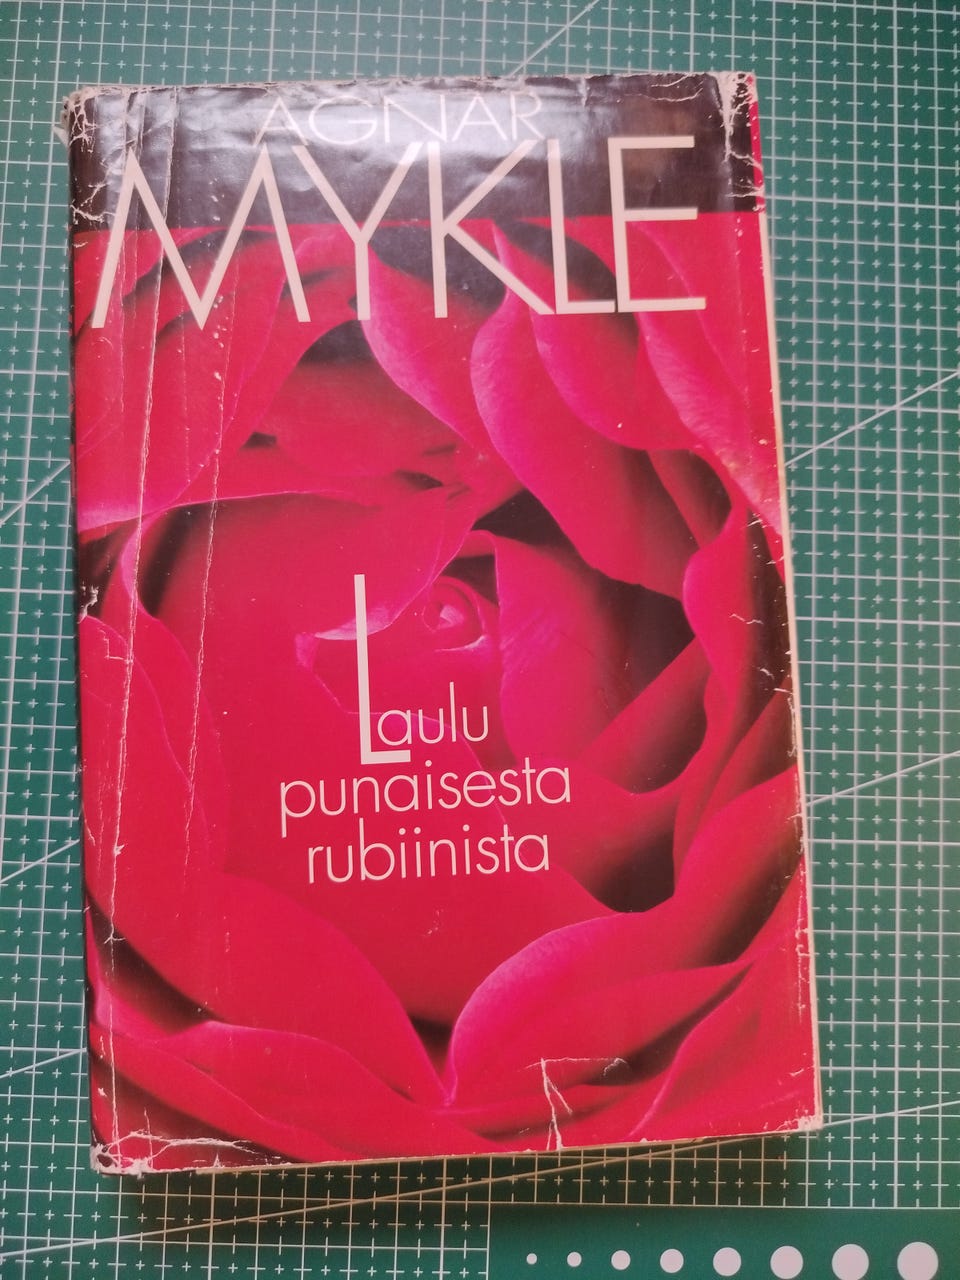 AGNAR
MYKLE
Laulu
punaisesta
rubiinista